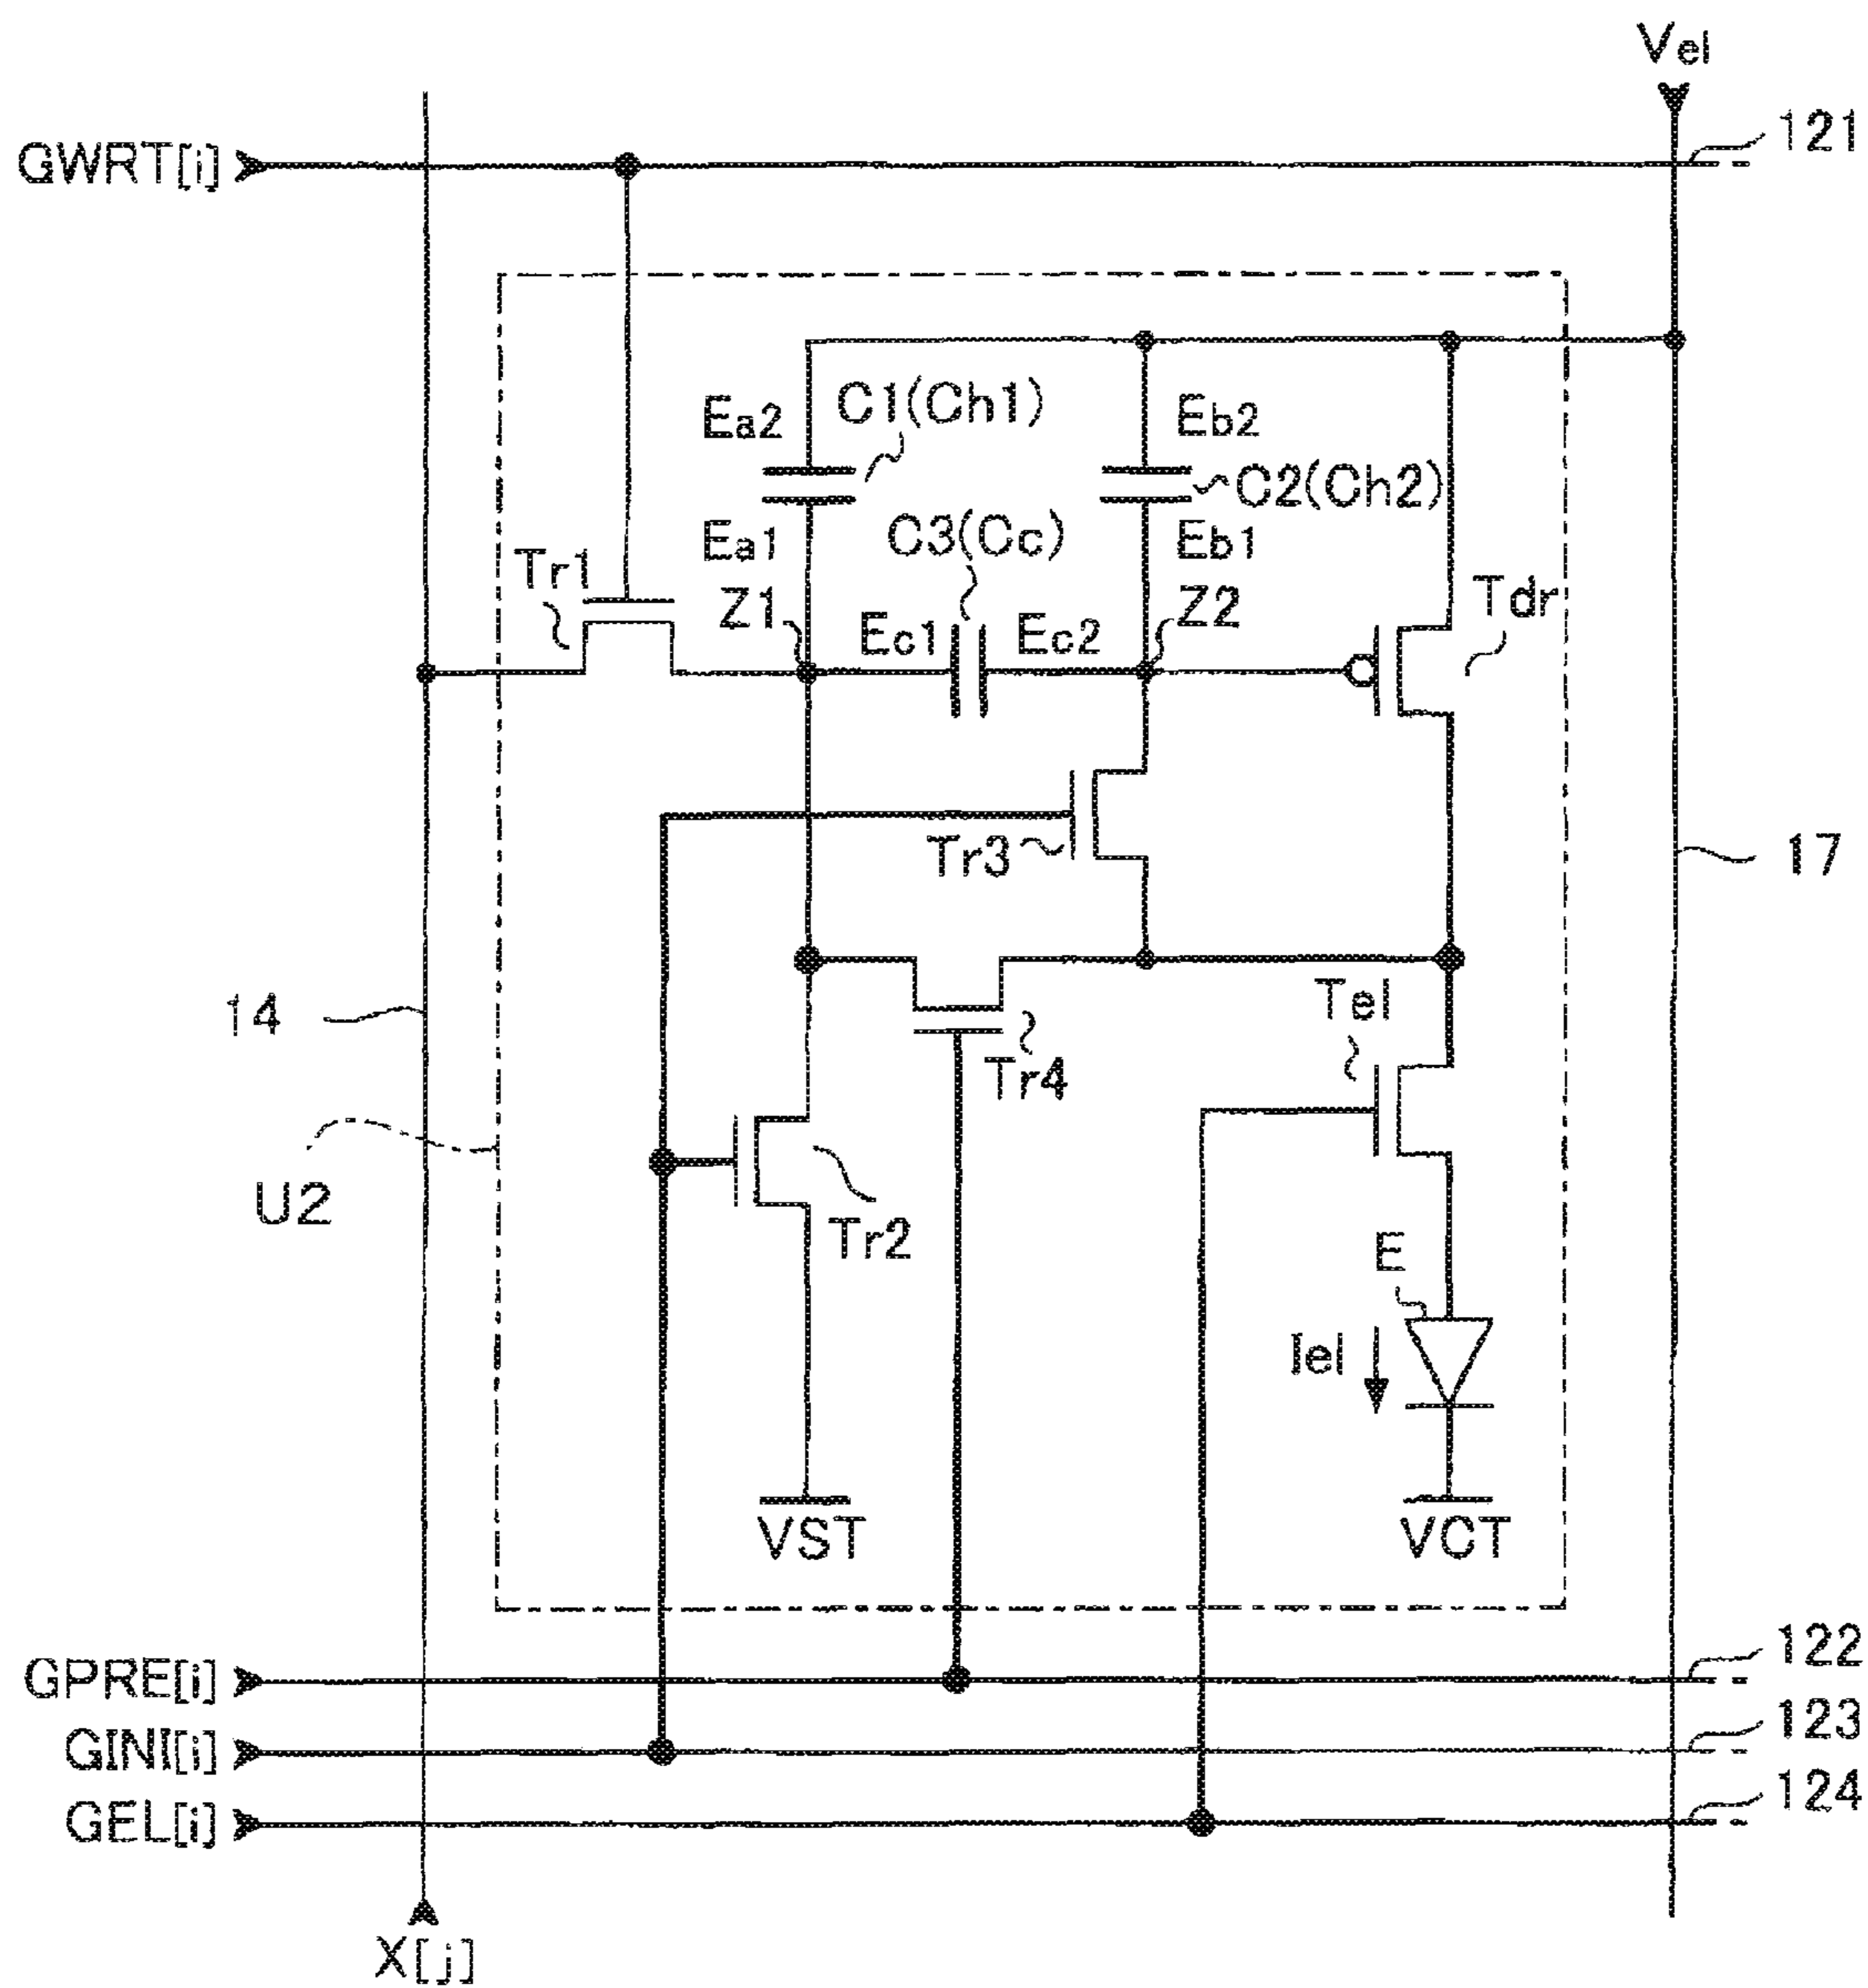 Vel
121
GWRT[i]
C1(Ch1)
Ea2
Eb2
C2(Ch2)
C3(Cc)
Ea1
Eb1
Tr1
Z1
Ec1
Ec2
Z2
Tdr
Tr3
17
14
Tel
Tr4
U2
Tr2
E
Iel
VST
VCT
122
GPRE[i]
123
GINI[i]
124
GEL[i]
X[j]